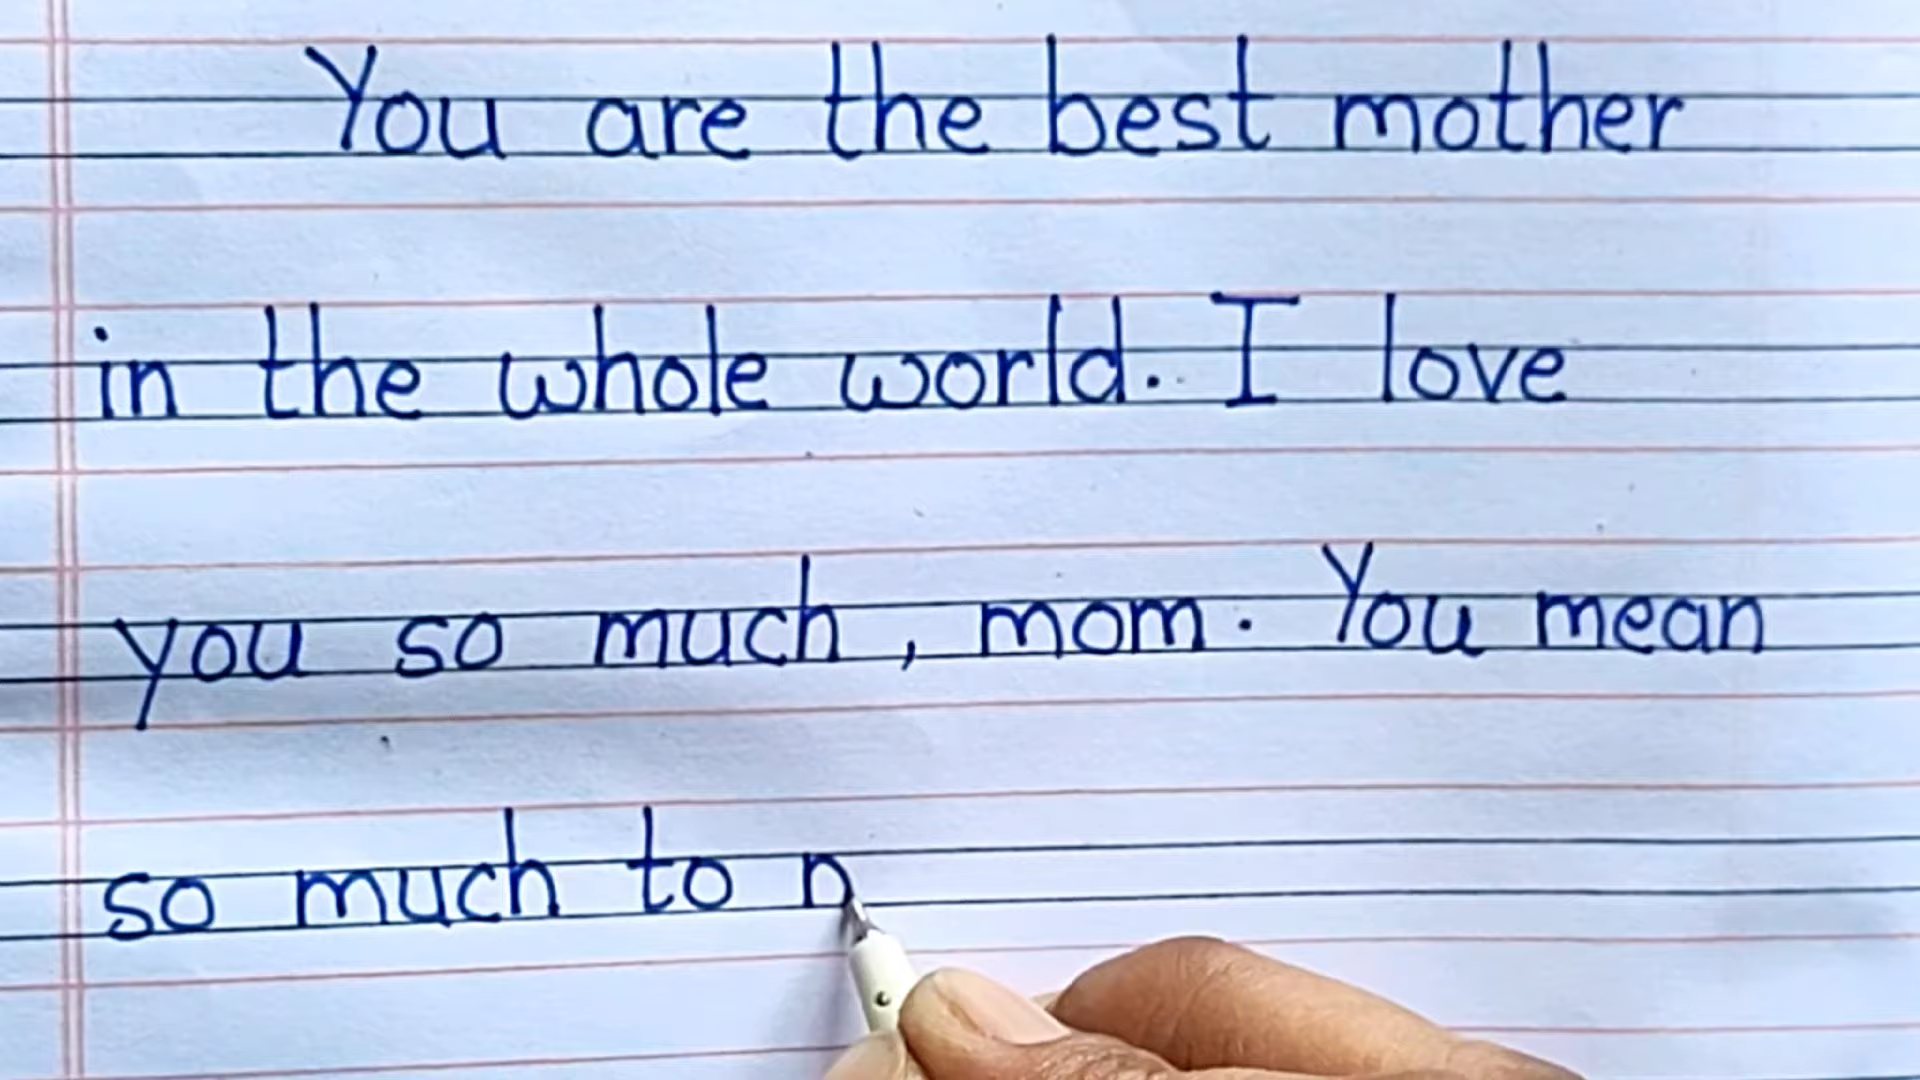 You are the best mother
in the whole world. I love
you so much, mom. You mean
so much to n